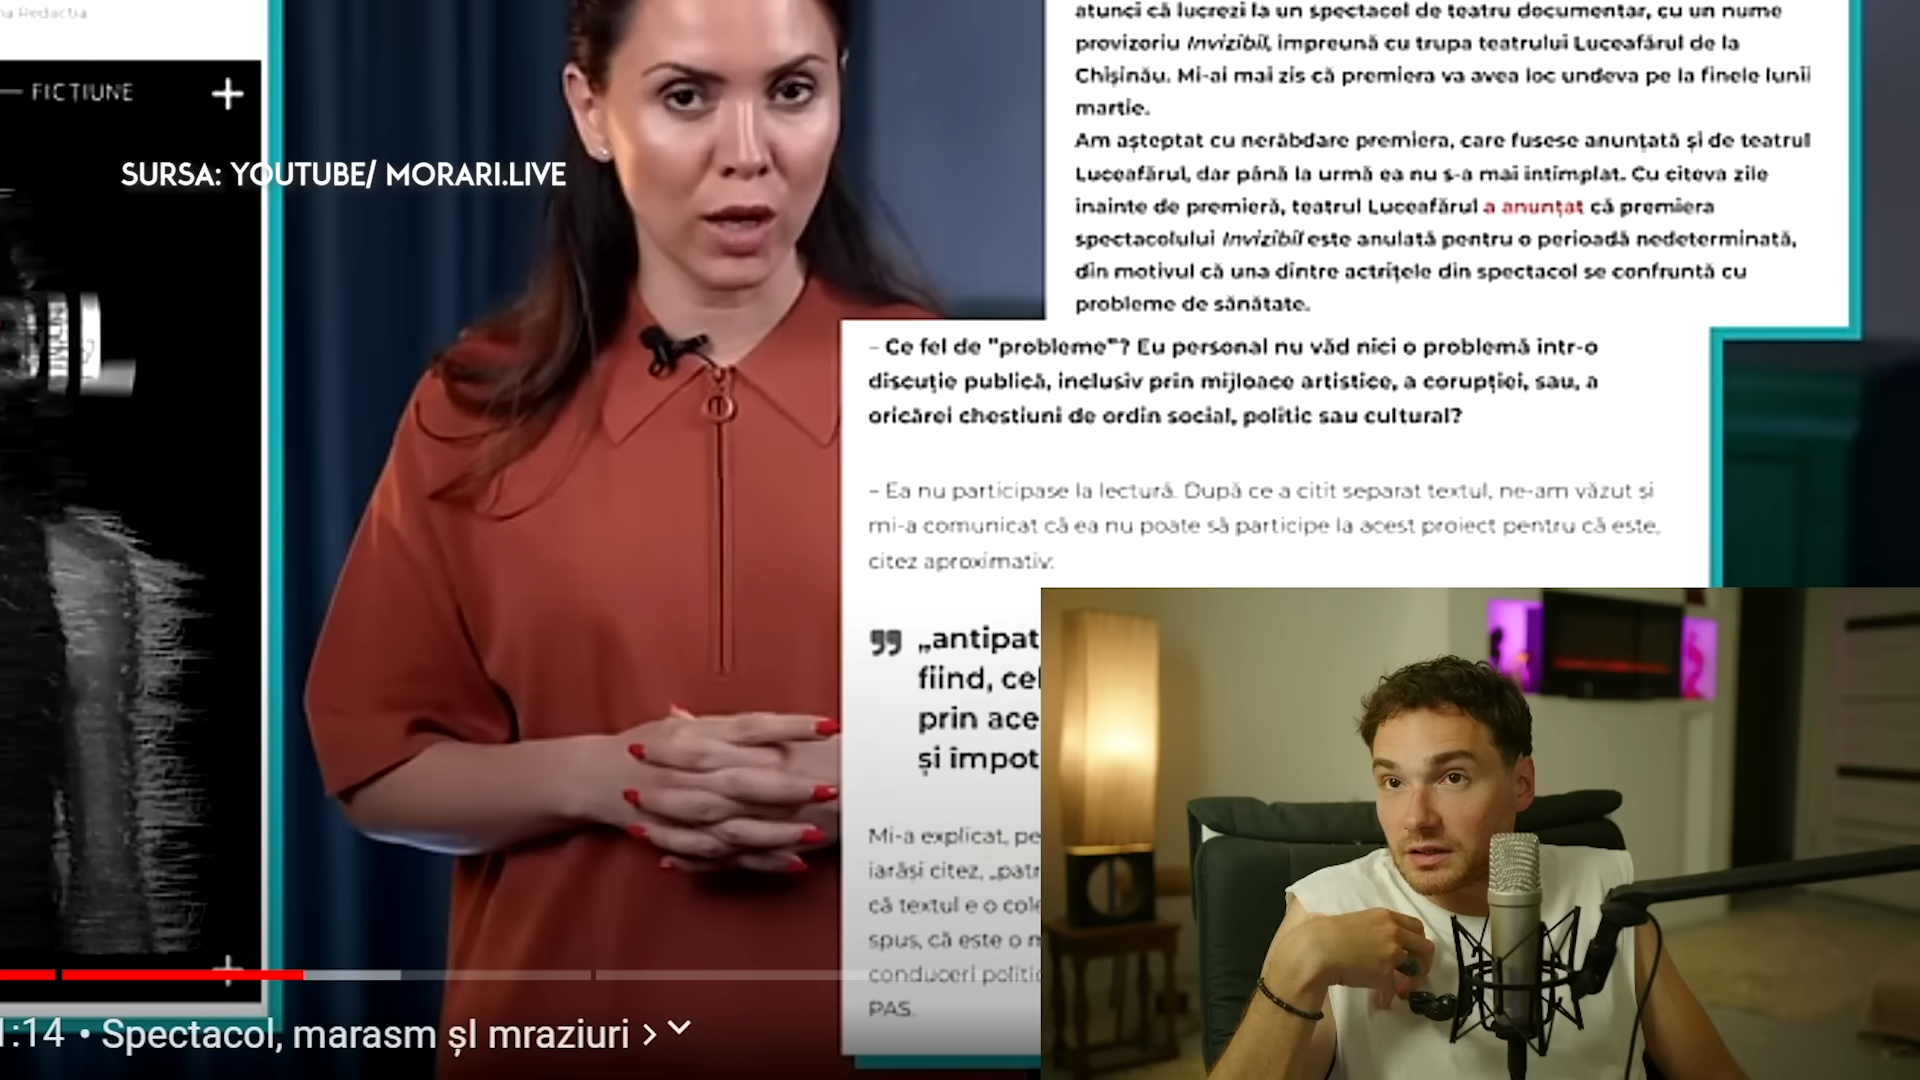 na Redactia
FICȚIUNE
SURSA: YOUTUBE/ MORARI.LIVE
atunci că lucrezi la un spectacol de teatru documentar, cu un nume
provizoriu Invizibil, împreună cu trupa teatrului Luceafărul de la
Chișinău. Mi-ai mai zis că premiera va avea loc undeva pe la finele lunii
martie.
Am așteptat cu nerăbdare premiera, care fusese anunțată și de teatrul
Luceafărul, dar până la urmă ea nu s-a mai întîmplat. Cu cîteva zile
înainte de premieră, teatrul Luceafărul a anunțat că premiera
spectacolului Invizibil este anulată pentru o perioadă nedeterminată,
din motivul că una dintre actrițele din spectacol se confruntă cu
probleme de sănătate.
– Ce fel de "probleme"? Eu personal nu văd nici o problemă într-o
discuție publică, inclusiv prin mijloace artistice, a corupției, sau, a
oricărei chestiuni de ordin social, politic sau cultural?
– Ea nu participase la lectură. După ce a citit separat textul, ne-am văzut și
mi-a comunicat că ea nu poate să participe la acest proiect pentru că este,
citez aproximativ:
„antipat
fiind, cel
prin ace
și împot
Mi-a explicat, pe
iarăși citez, „patr
că textul e o cole
spus, că este o m
conduceri politic
PAS.
1:14 • Spectacol, marasm șI mraziuri